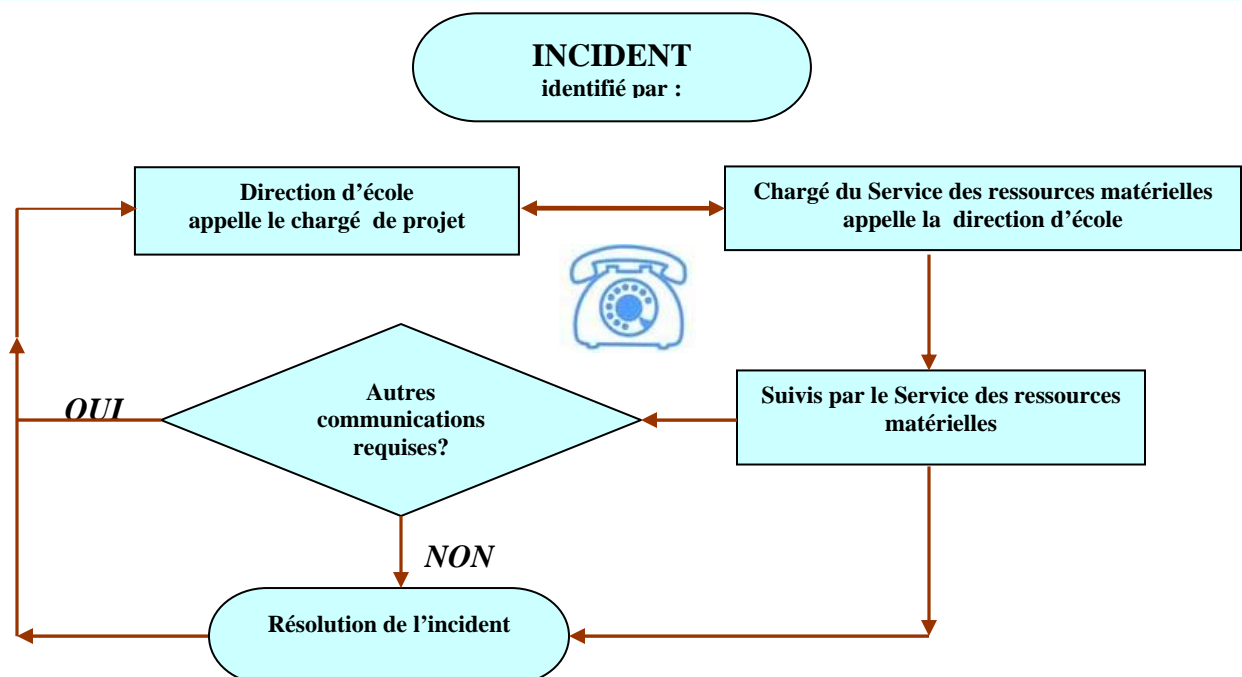 INCIDENT
identifié par :
Direction d’école
appelle le chargé de projet
Chargé du Service des ressources matérielles
appelle la direction d’école
Autres
communications
requises?
OUI
Suivis par le Service des ressources
matérielles
NON
Résolution de l’incident